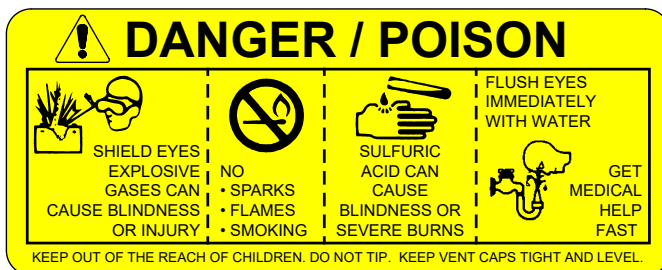 DANGER / POISON
SHIELD EYES
EXPLOSIVE
GASES CAN
CAUSE BLINDNESS
OR INJURY
NO
• SPARKS
• FLAMES
• SMOKING
SULFURIC
ACID CAN
CAUSE
BLINDNESS OR
SEVERE BURNS
FLUSH EYES
IMMEDIATELY
WITH WATER
GET
MEDICAL
HELP
FAST
KEEP OUT OF THE REACH OF CHILDREN. DO NOT TIP. KEEP VENT CAPS TIGHT AND LEVEL.